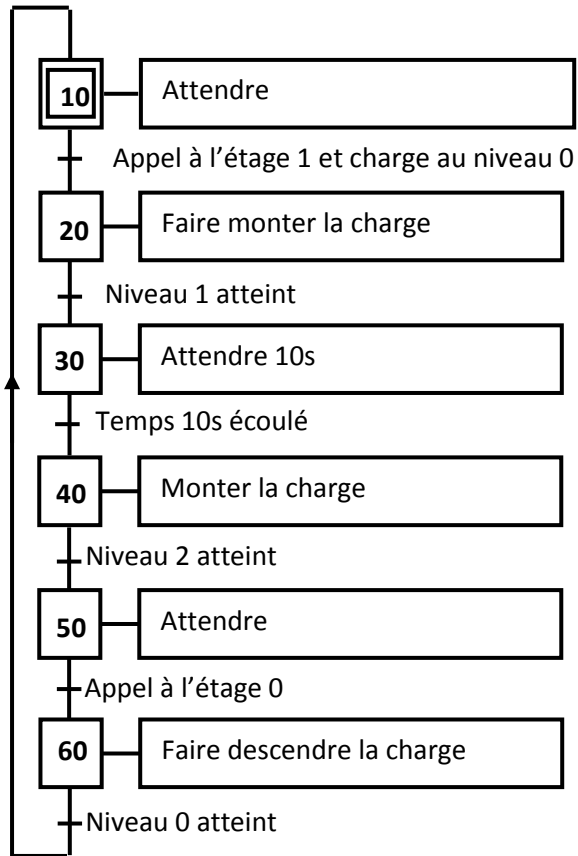 10 Attendre
Appel à l’étage 1 et charge au niveau 0
20 Faire monter la charge
Niveau 1 atteint
30 Attendre 10s
Temps 10s écoulé
40 Monter la charge
Niveau 2 atteint
50 Attendre
Appel à l’étage 0
60 Faire descendre la charge
Niveau 0 atteint